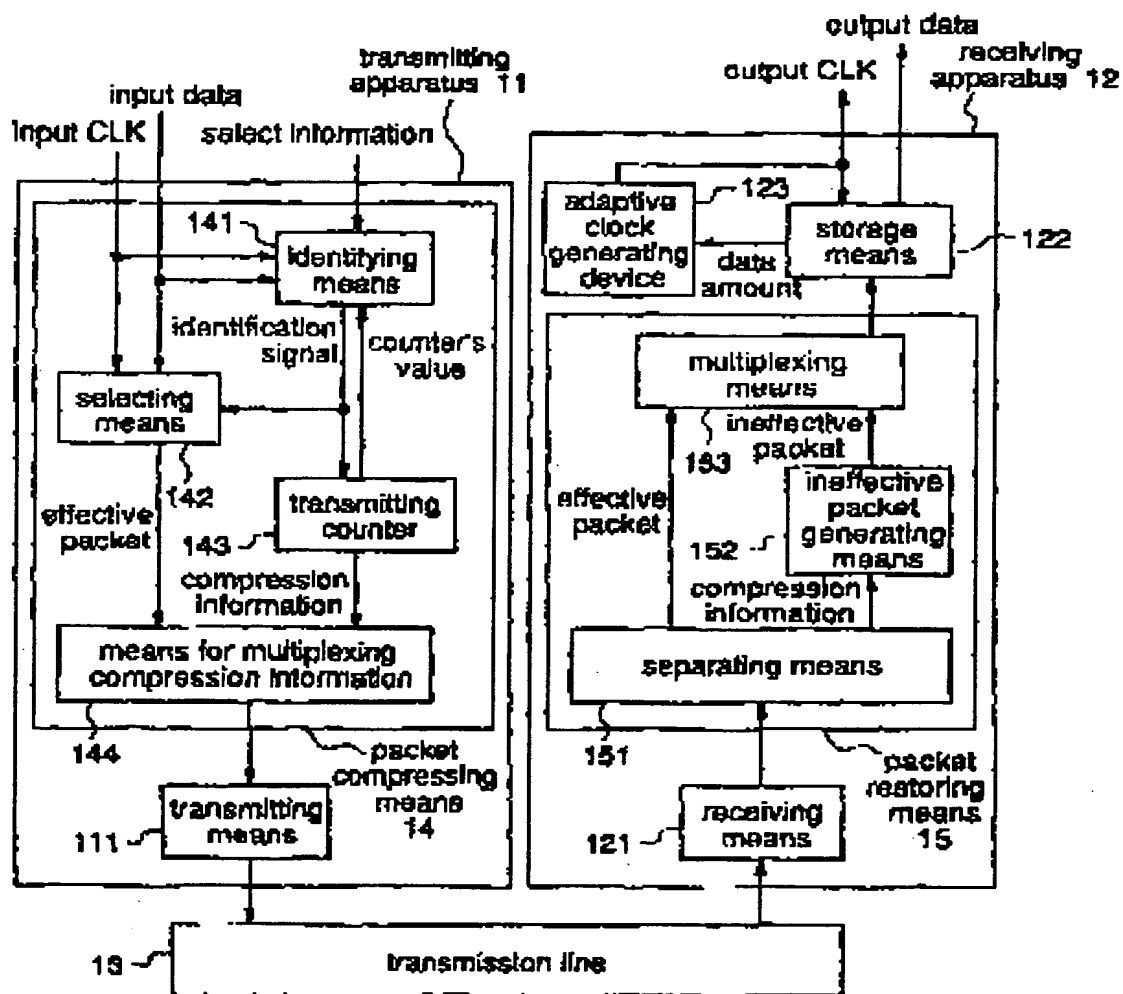 output data
transmitting
apparatus 11
output CLK
receiving
apparatus 12
input data
input CLK
select information
141
identifying
means
adaptive
clock
generating
device
123
storage
means
122
data
amount
identification
signal
counter's
value
selecting
means
142
multiplexing
means
153
ineffective
packet
effective
packet
transmitting
counter
143
effective
packet
ineffective
packet
generating
means
152
compression
information
compression
information
means for multiplexing
compression information
144
separating means
151
packet
compressing
means
14
packet
restoring
means
15
transmitting
means
111
receiving
means
121
13
transmission line